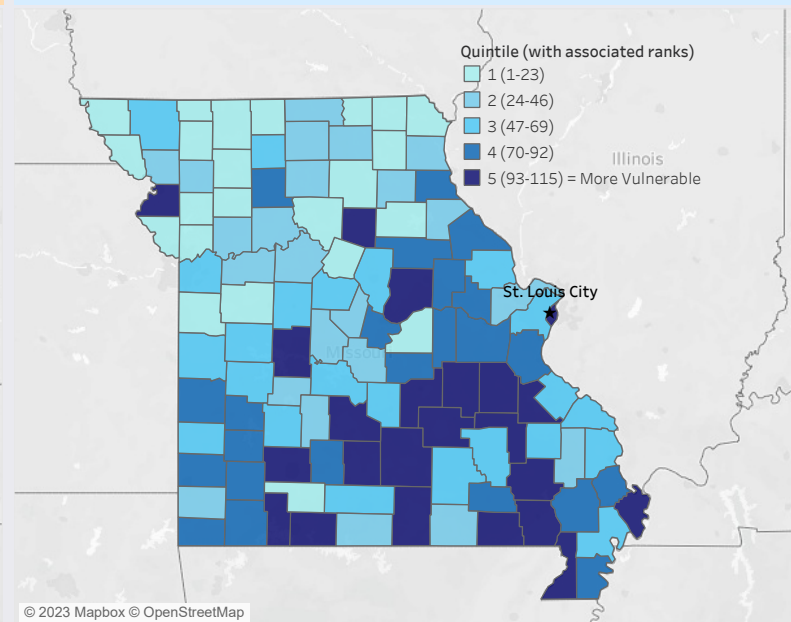 Quintile (with associated ranks)
1 (1-23)
2 (24-46)
3 (47-69)
4 (70-92)
5 (93-115) = More Vulnerable
Illinois
St. Louis City
Missouri
© 2023 Mapbox © OpenStreetMap